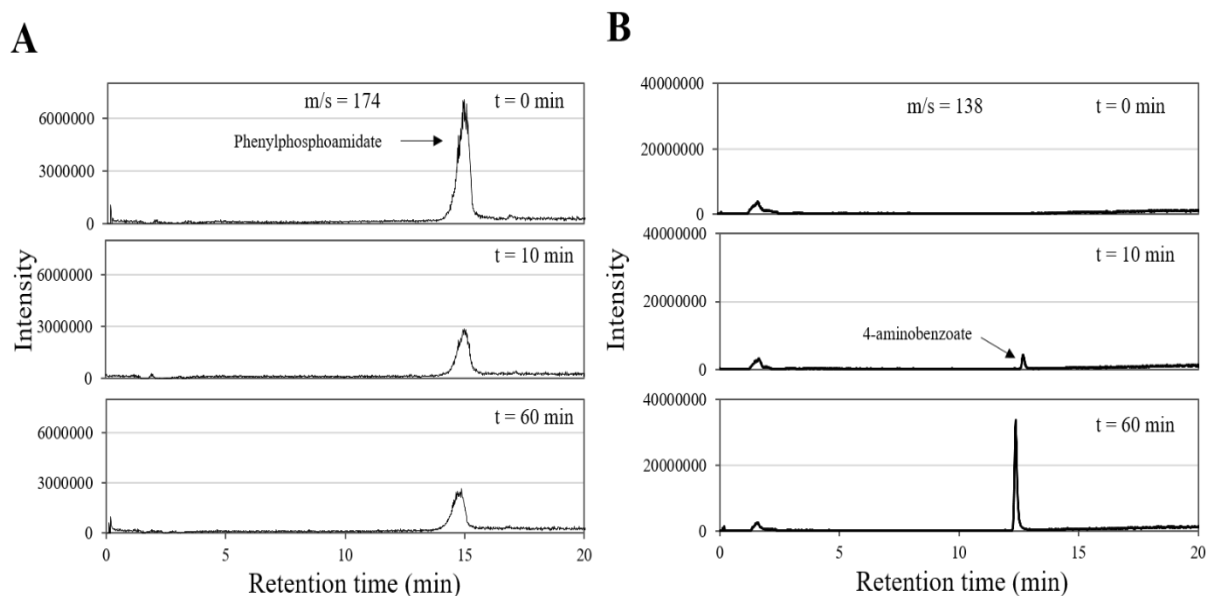 A
m/s = 174
t = 0 min
Phenylphosphoamidate
6000000
3000000
0
t = 10 min
6000000
3000000
0
t = 60 min
6000000
3000000
0
0
5
10
15
20
Intensity
Retention time (min)
B
40000000
m/s = 138
t = 0 min
20000000
0
40000000
t = 10 min
20000000
4-aminobenzoate
0
40000000
t = 60 min
20000000
0
0
5
10
15
20
Intensity
Retention time (min)